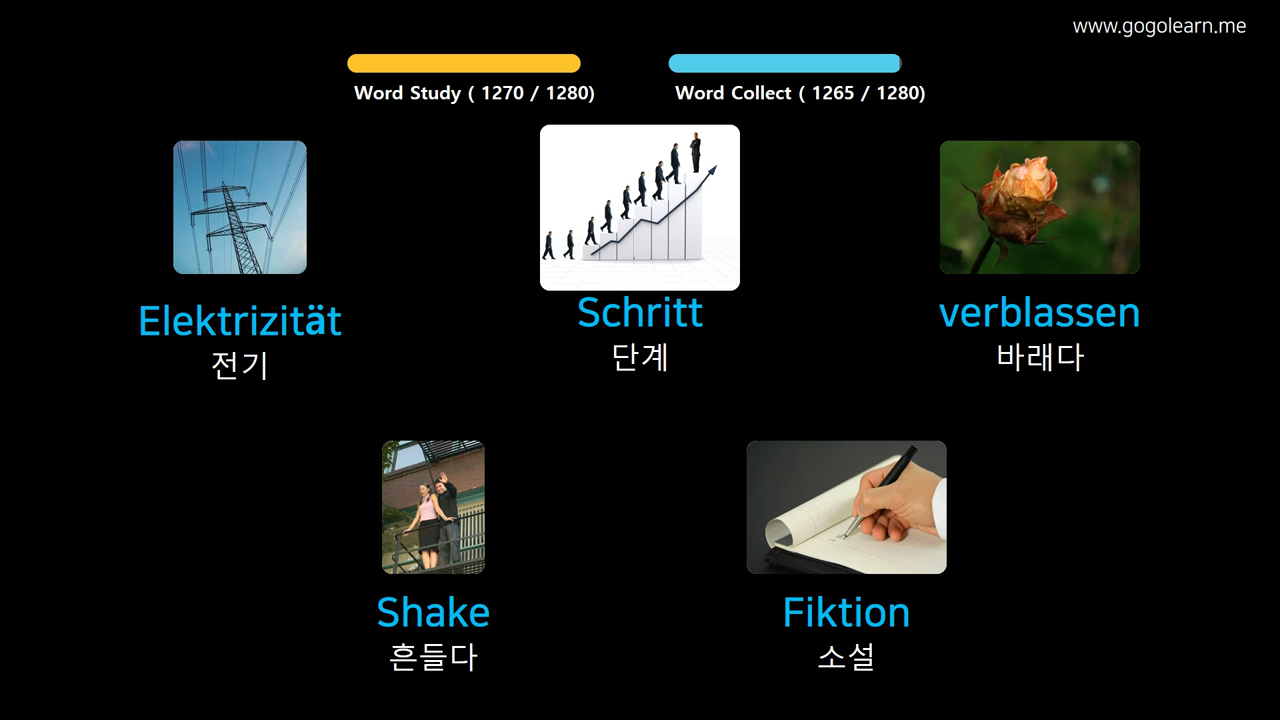 www.gogolearn.me
Word Study ( 1270 / 1280)
Word Collect ( 1265 / 1280)
Elektrizität
전기
Schritt
단계
verblassen
바래다
Shake
흔들다
Fiktion
소설